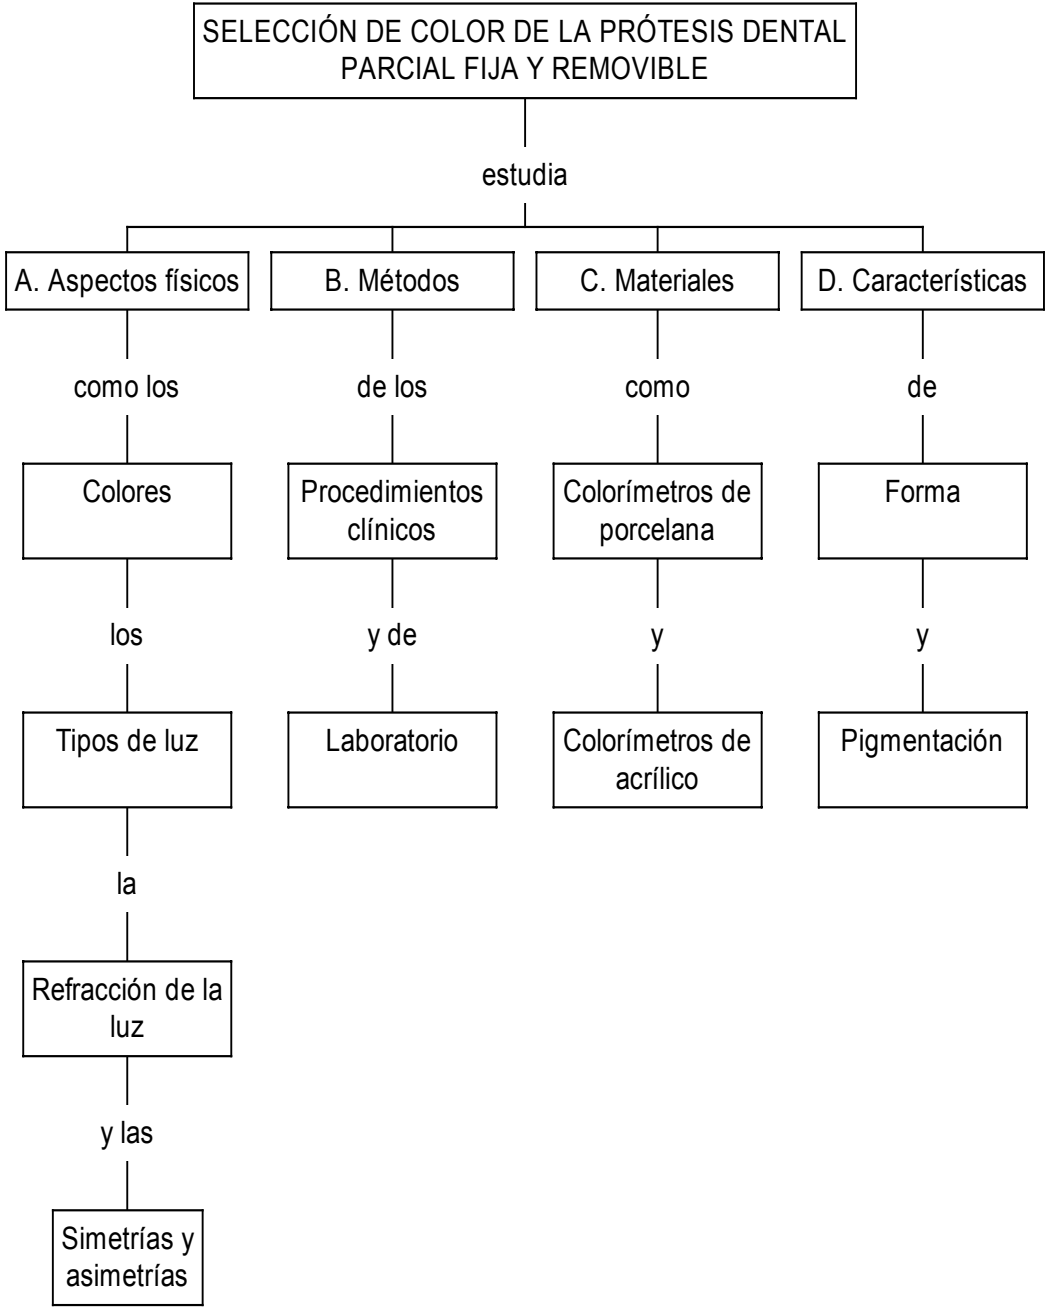 SELECCIÓN DE COLOR DE LA PRÓTESIS DENTAL
PARCIAL FIJA Y REMOVIBLE
estudia
A. Aspectos físicos
B. Métodos
C. Materiales
D. Características
como los
de los
como
de
Colores
Procedimientos
clínicos
Colorímetros de
porcelana
Forma
los
y de
y
y
Tipos de luz
Laboratorio
Colorímetros de
acrílico
Pigmentación
la
Refracción de la
luz
y las
Simetrías y
asimetrías